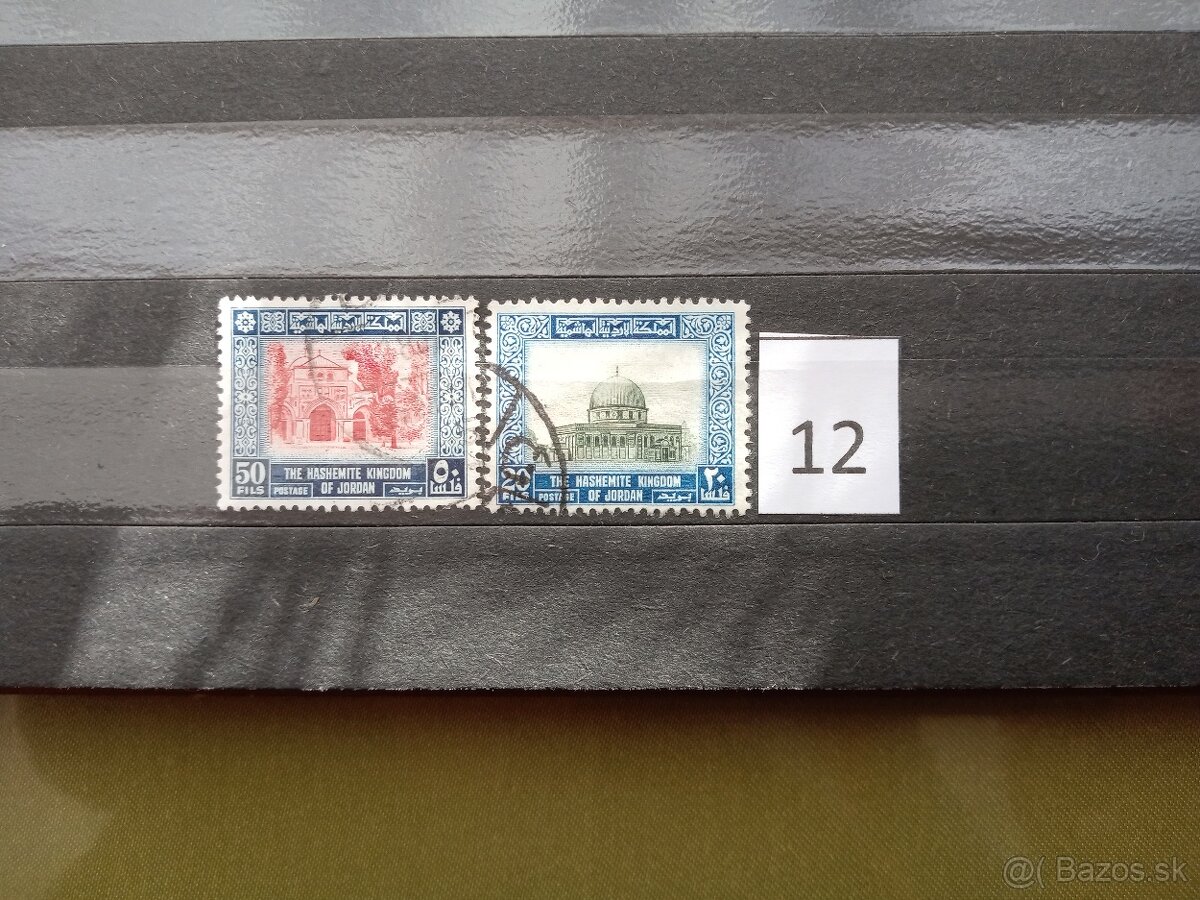 المملكة الاردنية الهاشمية
50
FILS
THE HASHEMITE KINGDOM
POSTAGE OF JORDAN بريد
٥٠
فلسا
المملكة الاردنية الهاشمية
٢٠
20
FILS
THE HASHEMITE KINGDOM
POSTAGE OF JORDAN بريد
فلسا
12
@( Bazos.sk